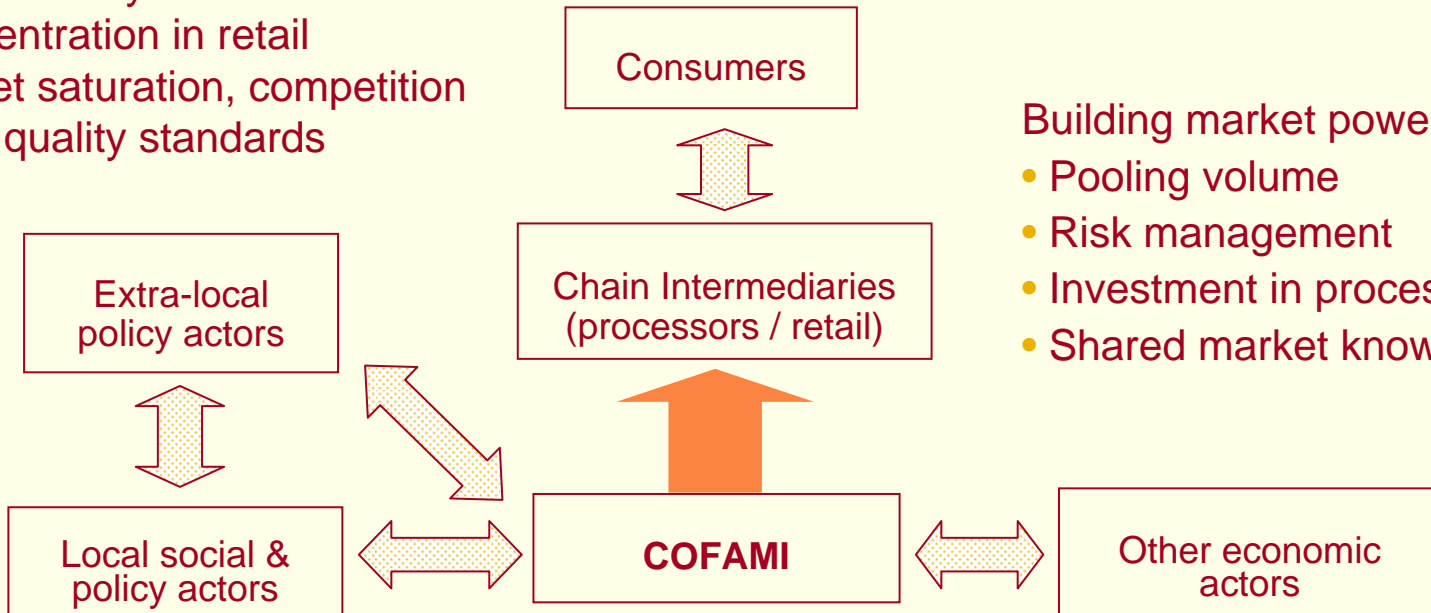 entration in retail
et saturation, competition
quality standards
Consumers
Building market powe
• Pooling volume
• Risk management
• Investment in proces
• Shared market know
Extra-local
policy actors
Chain Intermediaries
(processors / retail)
Local social &
policy actors
COFAMI
Other economic
actors